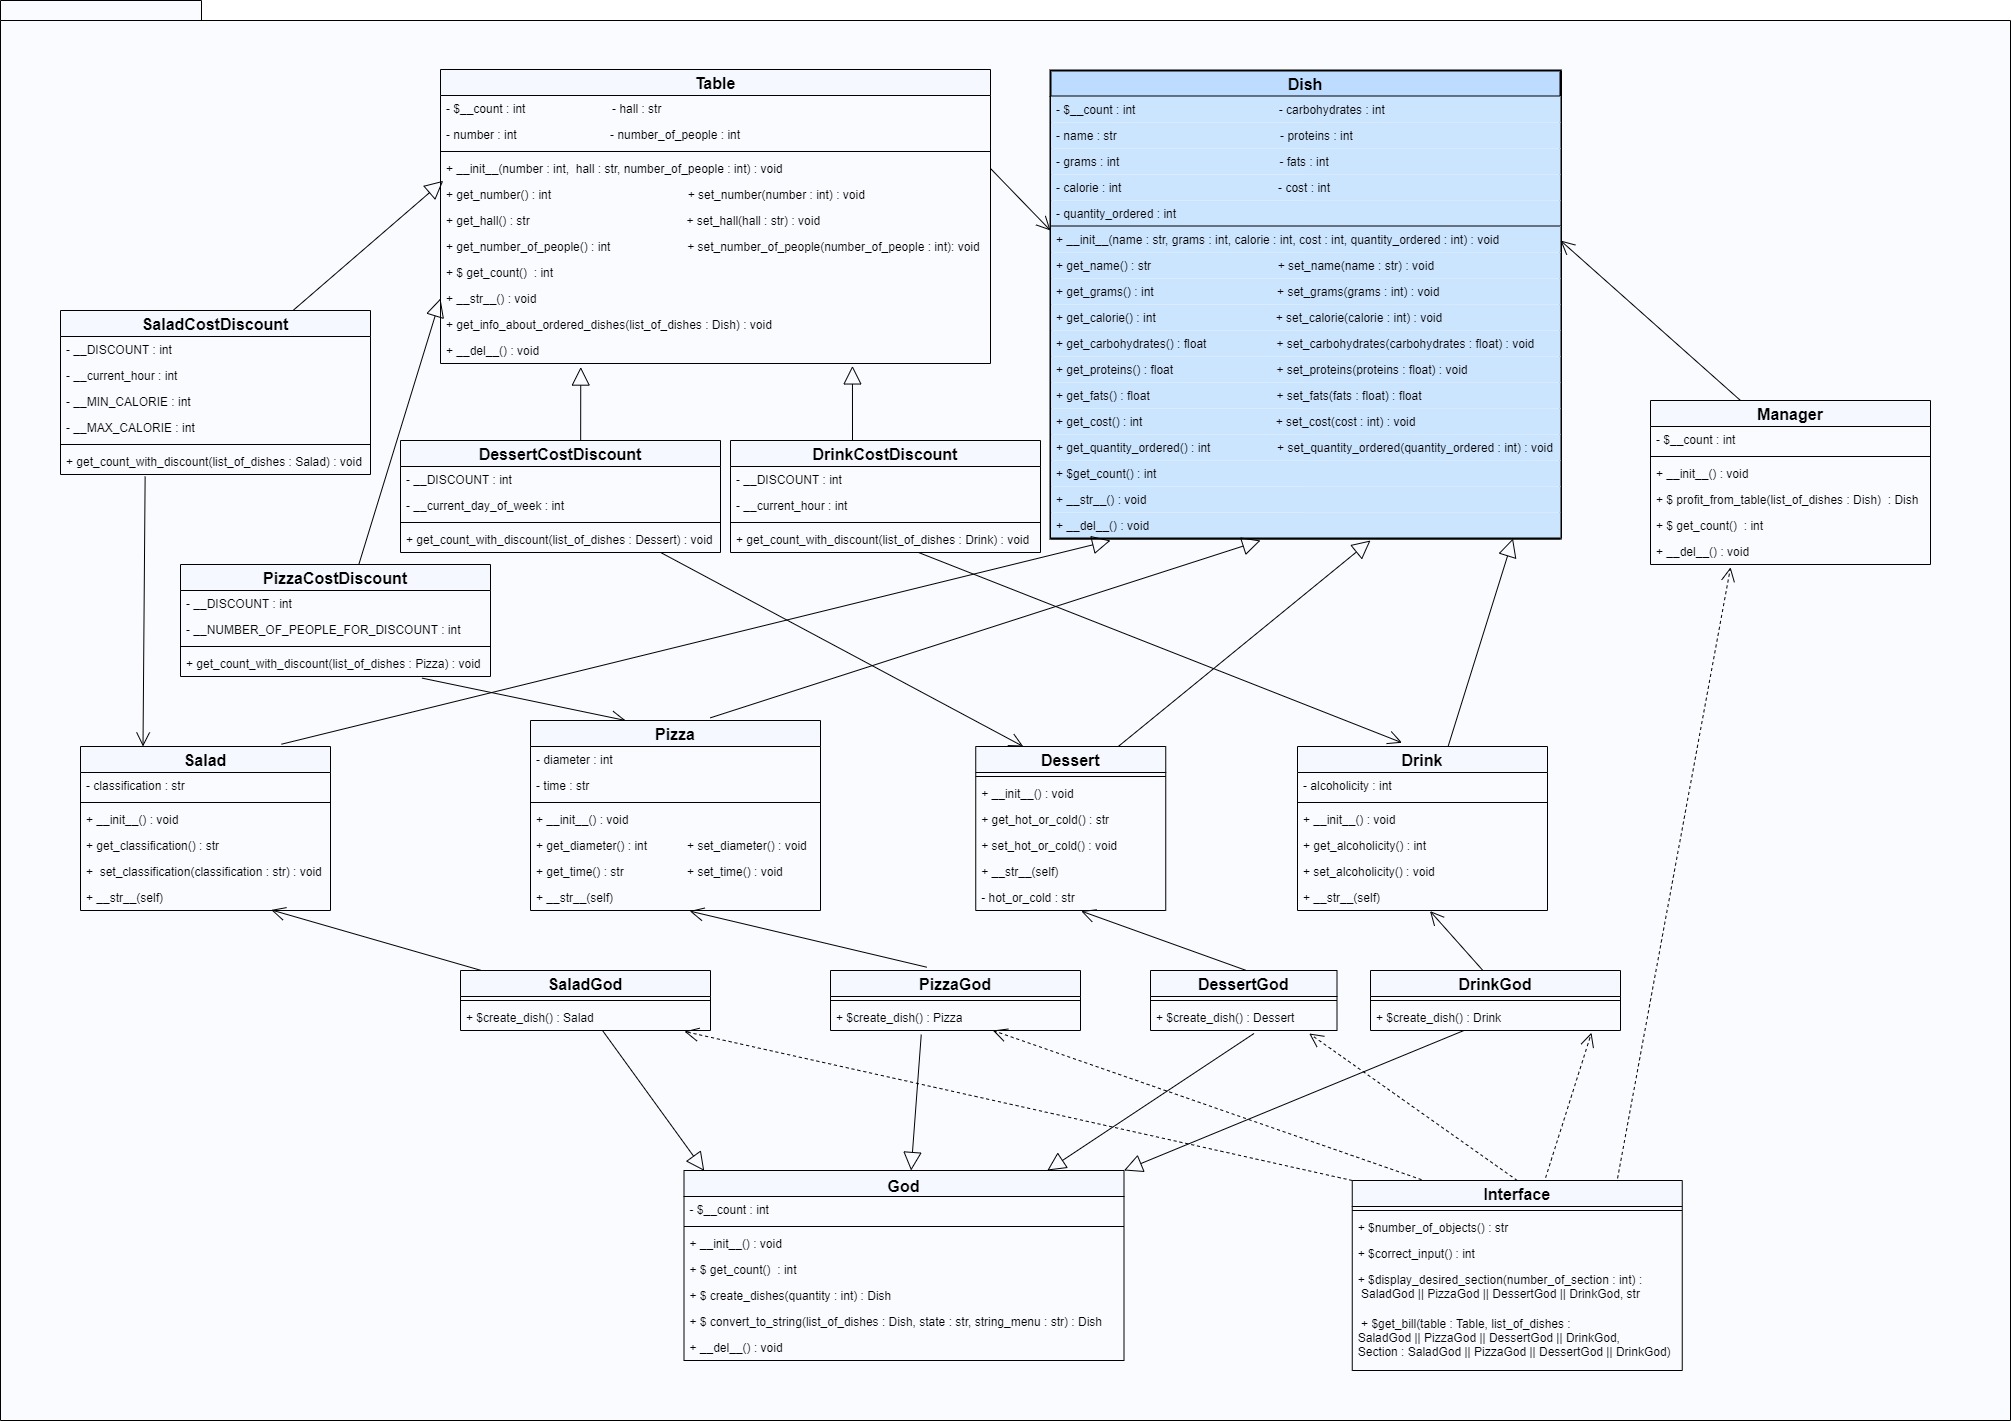 Table
- $__count : int - hall : str
- number : int - number_of_people : int
+ __init__(number : int, hall : str, number_of_people : int) : void
+ get_number() : int + set_number(number : int) : void
+ get_hall() : str + set_hall(hall : str) : void
+ get_number_of_people() : int + set_number_of_people(number_of_people : int): void
+ $ get_count() : int
+ __str__() : void
+ get_info_about_ordered_dishes(list_of_dishes : Dish) : void
+ __del__() : void
Dish
- $__count : int - carbohydrates : int
- name : str - proteins : int
- grams : int - fats : int
- calorie : int - cost : int
- quantity_ordered : int
+ __init__(name : str, grams : int, calorie : int, cost : int, quantity_ordered : int) : void
+ get_name() : str + set_name(name : str) : void
+ get_grams() : int + set_grams(grams : int) : void
+ get_calorie() : int + set_calorie(calorie : int) : void
+ get_carbohydrates() : float + set_carbohydrates(carbohydrates : float) : void
+ get_proteins() : float + set_proteins(proteins : float) : void
+ get_fats() : float + set_fats(fats : float) : float
+ get_cost() : int + set_cost(cost : int) : void
+ get_quantity_ordered() : int + set_quantity_ordered(quantity_ordered : int) : void
+ $get_count() : int
+ __str__() : void
+ __del__() : void
SaladCostDiscount
- __DISCOUNT : int
- __current_hour : int
- __MIN_CALORIE : int
- __MAX_CALORIE : int
+ get_count_with_discount(list_of_dishes : Salad) : void
Manager
- $__count : int
+ __init__() : void
+ $ profit_from_table(list_of_dishes : Dish) : Dish
+ $ get_count() : int
+ __del__() : void
DessertCostDiscount
- __DISCOUNT : int
- __current_day_of_week : int
+ get_count_with_discount(list_of_dishes : Dessert) : void
DrinkCostDiscount
- __DISCOUNT : int
- __current_hour : int
+ get_count_with_discount(list_of_dishes : Drink) : void
PizzaCostDiscount
- __DISCOUNT : int
- __NUMBER_OF_PEOPLE_FOR_DISCOUNT : int
+ get_count_with_discount(list_of_dishes : Pizza) : void
Salad
- classification : str
+ __init__() : void
+ get_classification() : str
+ set_classification(classification : str) : void
+ __str__(self)
Pizza
- diameter : int
- time : str
+ __init__() : void
+ get_diameter() : int + set_diameter() : void
+ get_time() : str + set_time() : void
+ __str__(self)
Dessert
+ __init__() : void
+ get_hot_or_cold() : str
+ set_hot_or_cold() : void
+ __str__(self)
- hot_or_cold : str
Drink
- alcoholicity : int
+ __init__() : void
+ get_alcoholicity() : int
+ set_alcoholicity() : void
+ __str__(self)
SaladGod
+ $create_dish() : Salad
PizzaGod
+ $create_dish() : Pizza
DessertGod
+ $create_dish() : Dessert
DrinkGod
+ $create_dish() : Drink
God
- $__count : int
+ __init__() : void
+ $ get_count() : int
+ $ create_dishes(quantity : int) : Dish
+ $ convert_to_string(list_of_dishes : Dish, state : str, string_menu : str) : Dish
+ __del__() : void
Interface
+ $number_of_objects() : str
+ $correct_input() : int
+ $display_desired_section(number_of_section : int) :
SaladGod || PizzaGod || DessertGod || DrinkGod, str
+ $get_bill(table : Table, list_of_dishes :
SaladGod || PizzaGod || DessertGod || DrinkGod,
Section : SaladGod || PizzaGod || DessertGod || DrinkGod)